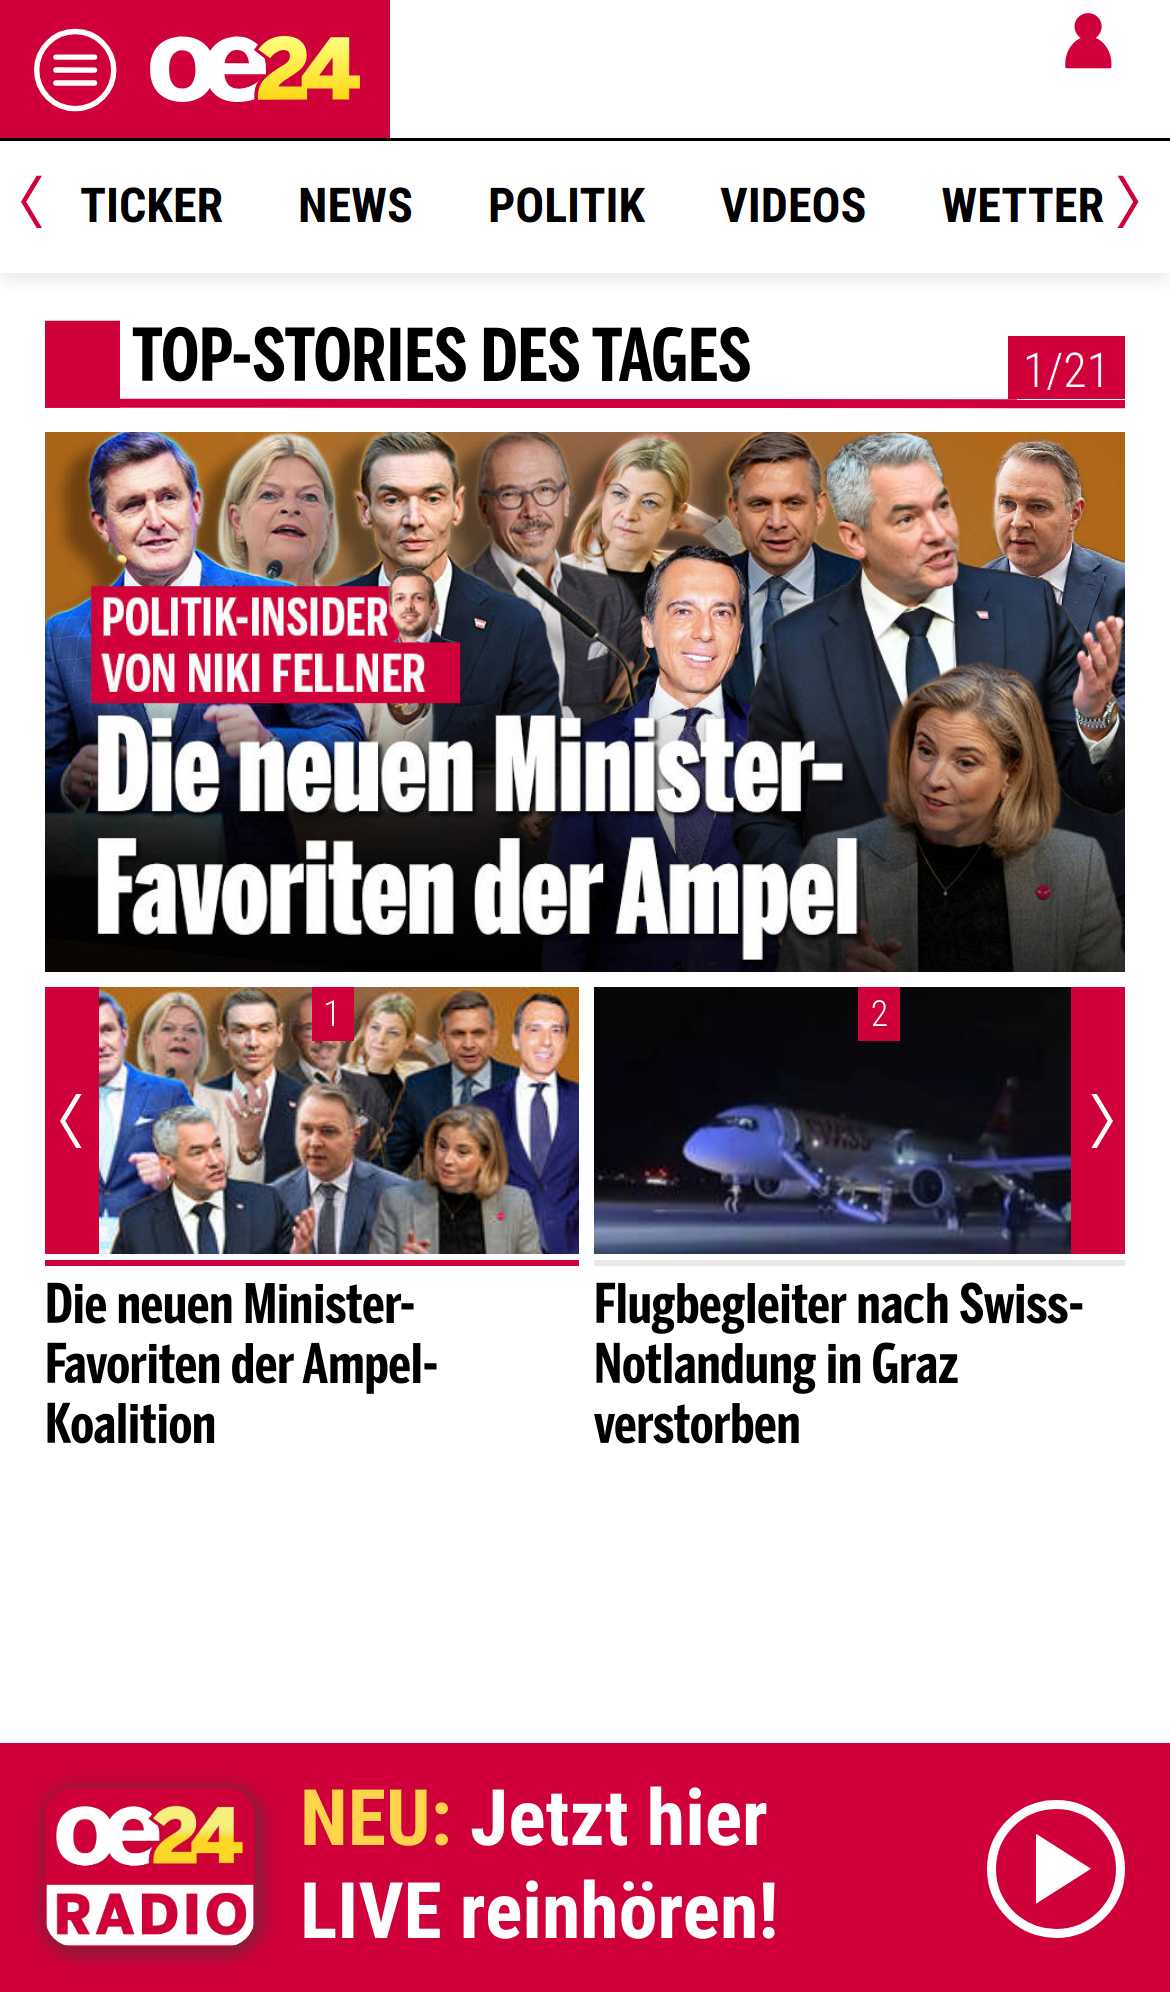 oe24
TICKER NEWS POLITIK VIDEOS WETTER
TOP-STORIES DES TAGES
1/21
POLITIK-INSIDER
VON NIKI FELLNER
Die neuen Minister-
Favoriten der Ampel
1
2
Die neuen Minister-
Favoriten der Ampel-
Koalition
Flugbegleiter nach Swiss-
Notlandung in Graz
verstorben
oe24
RADIO
NEU: Jetzt hier
LIVE reinhören!